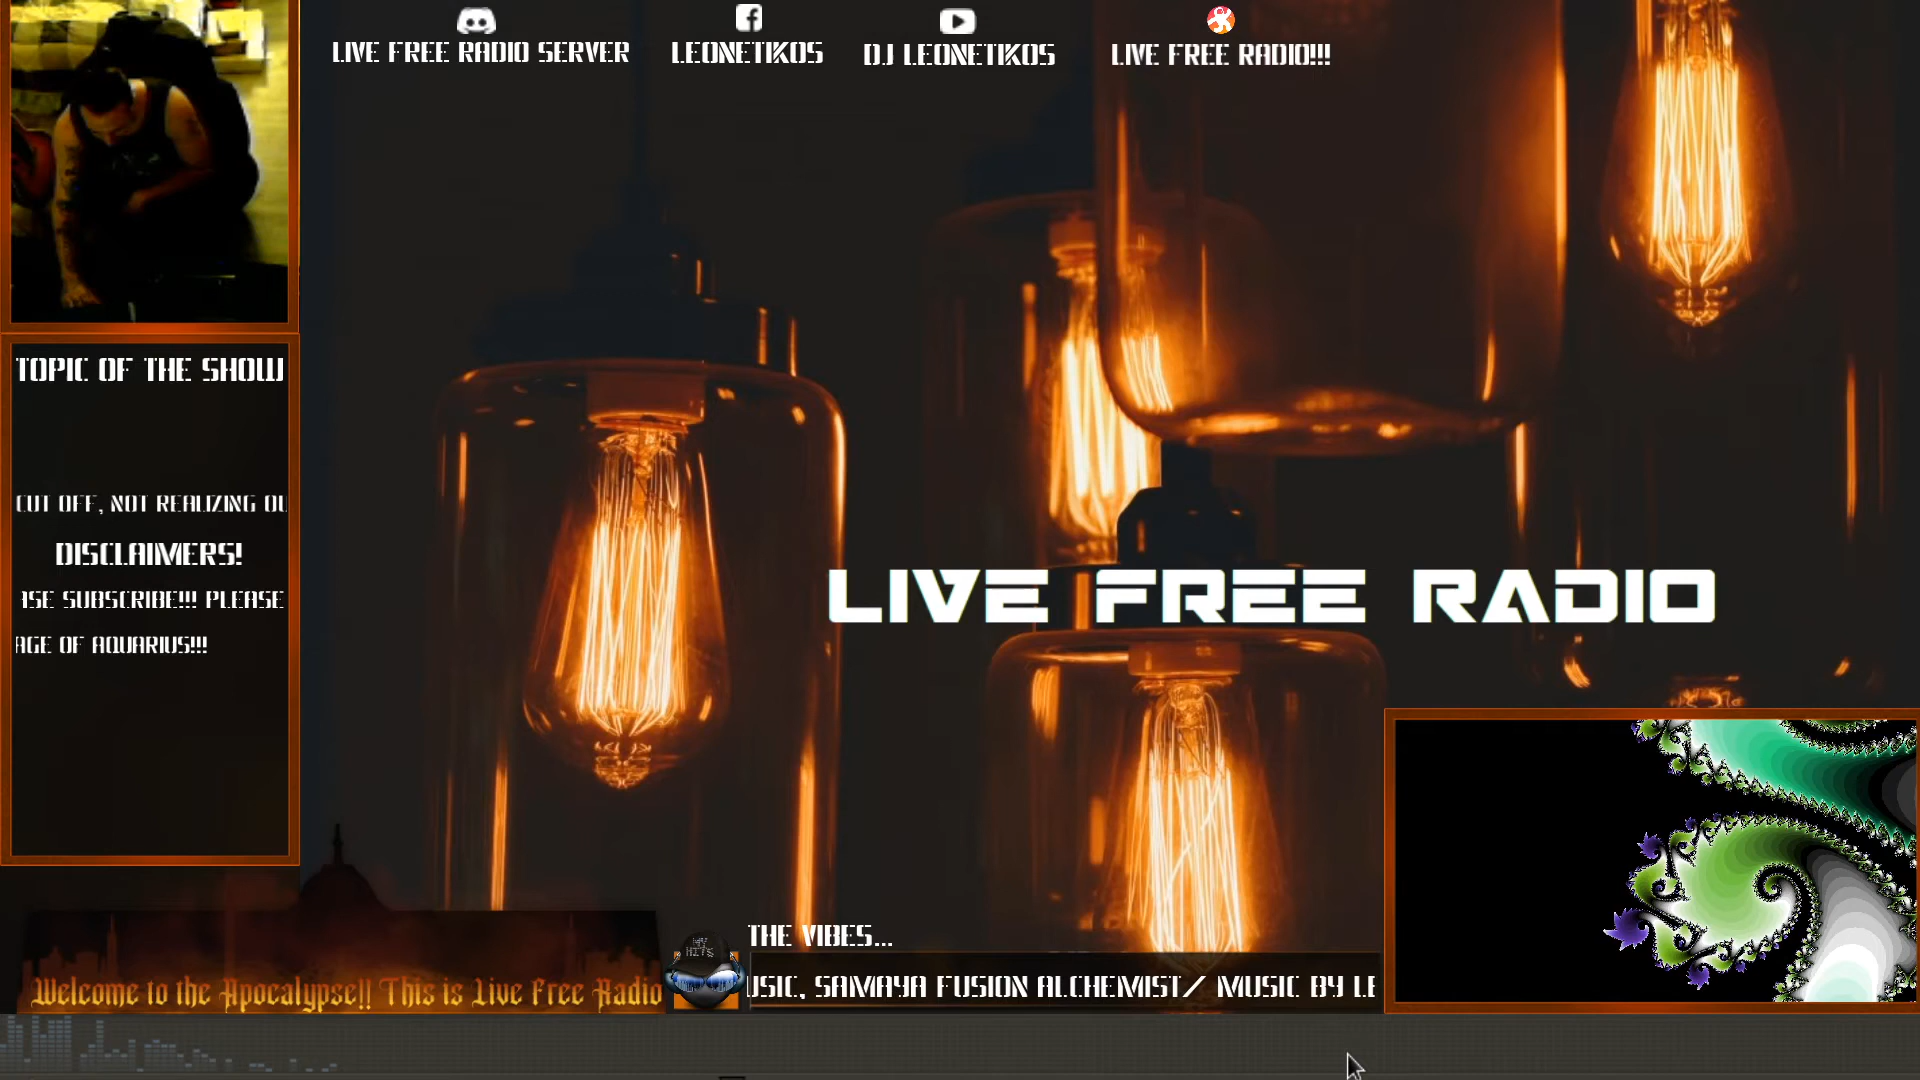 LIVE FREE RADIO SERVER
LEONETIKOS
DJ LEONETIKOS
LIVE FREE RADIO!!!
TOPIC OF THE SHOW
CUT OFF, NOT REALIZING OU
DISCLAIMERS!
ASE SUBSCRIBE!!! PLEASE
AGE OF AQUARIUS!!!
LIVE FREE RADIO
THE VIBES...
MY HITS
USIC, SAMAYA FUSION ALCHEMIST/ MUSIC BY LE
Welcome to the Apocalypse!! This is Live Free Radio